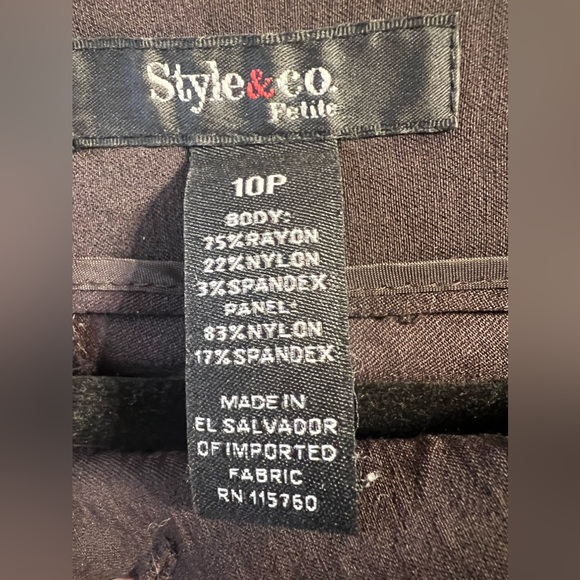 Style&co.
Petite
10P
BODY:
75%RAYON
22%NYLON
3%SPANDEX
PANEL:
83%NYLON
17%SPANDEX
MADE IN
EL SALVADOR
OF IMPORTED
FABRIC
RN 115760